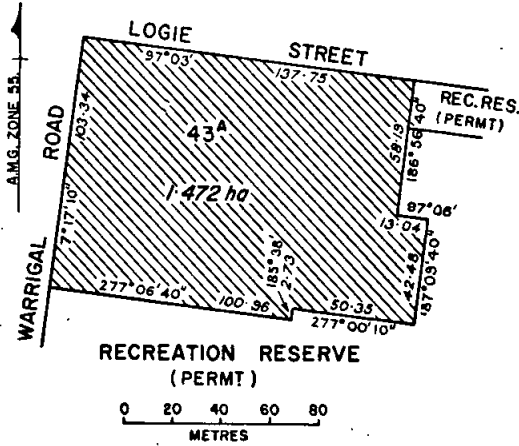 A.M.G. ZONE 55.
LOGIE STREET
97°03'
137·75
REC. RES.
(PERMT)
58·13
186°56'40"
WARRIGAL ROAD
103·34
7°17'10"
43A
1·472 ha
97°06'
13·04
42·48
187°03'40"
185°38'
2·73
277°06'40"
100·96
50·35
277°00'10"
RECREATION RESERVE
(PERMT)
0 20 40 60 80
METRES